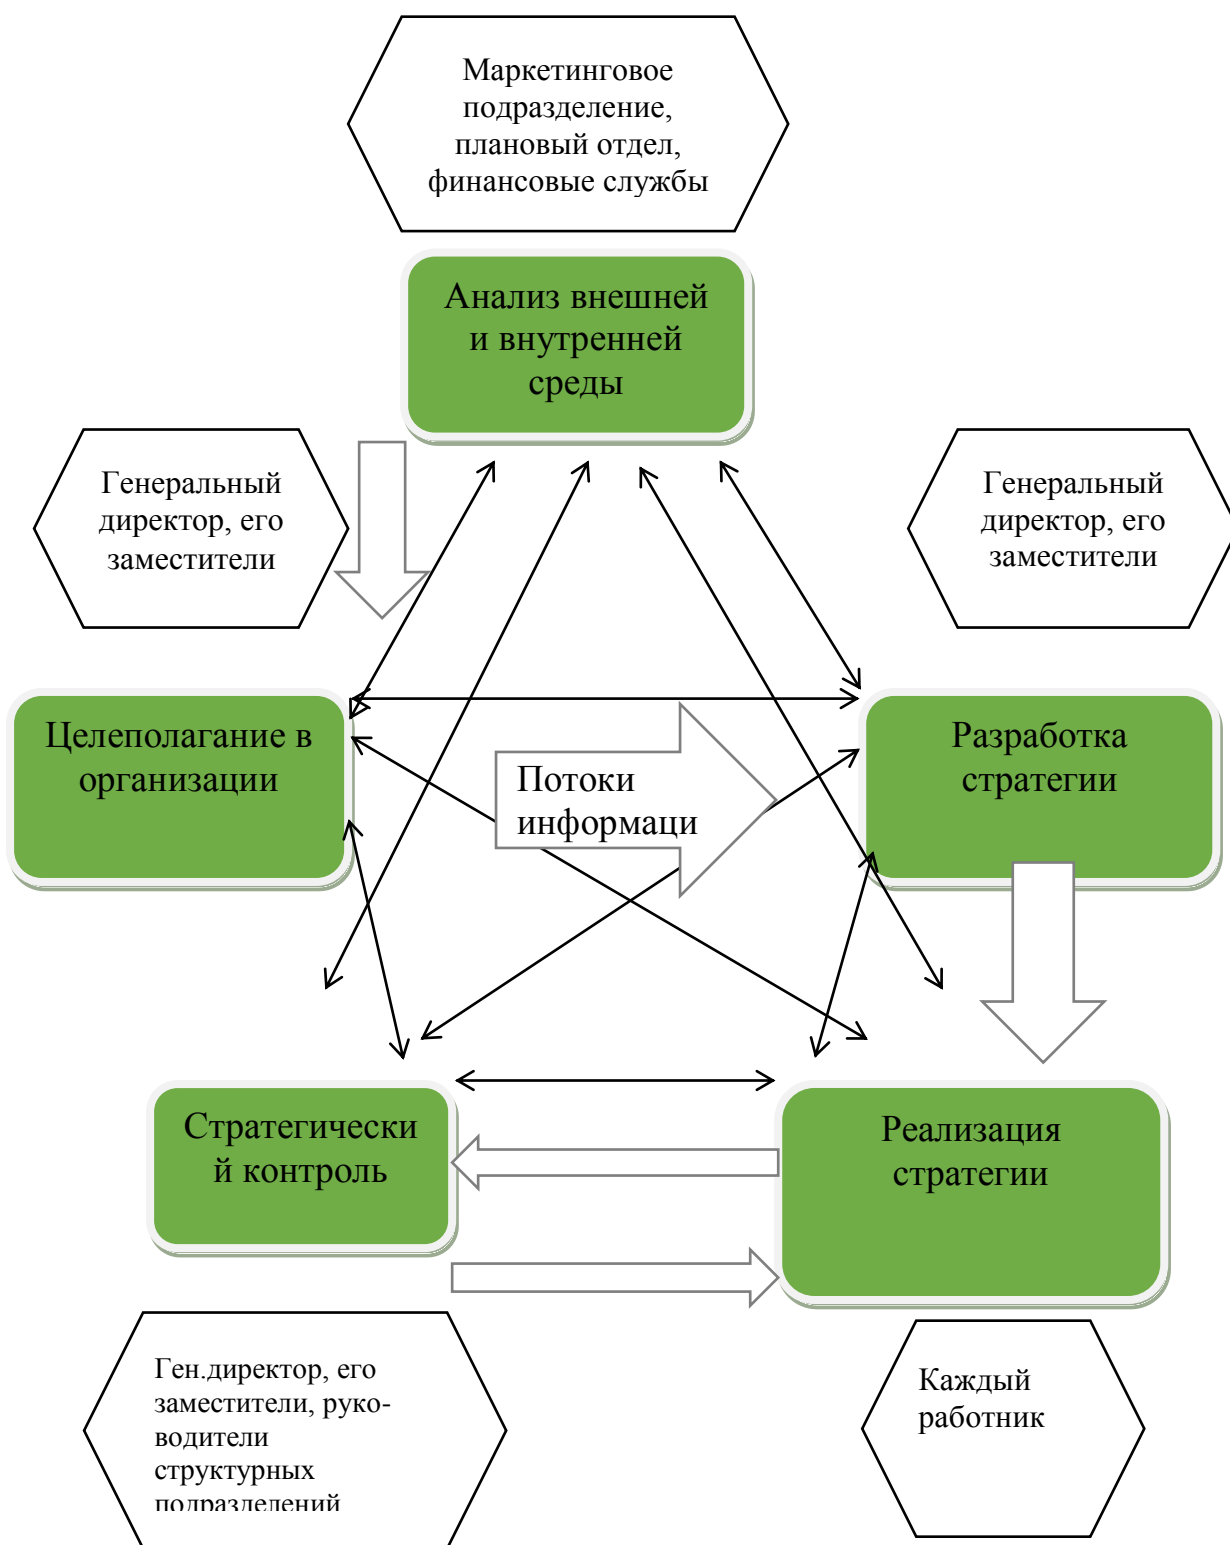 Маркетинговое
подразделение,
плановый отдел,
финансовые службы
Анализ внешней
и внутренней
среды
Генеральный
директор, его
заместители
Генеральный
директор, его
заместители
Целеполагание в
организации
Потоки
информаци
Разработка
стратегии
Стратегически
й контроль
Реализация
стратегии
Ген.директор, его
заместители, руко-
водители
структурных
подразделений
Каждый
работник